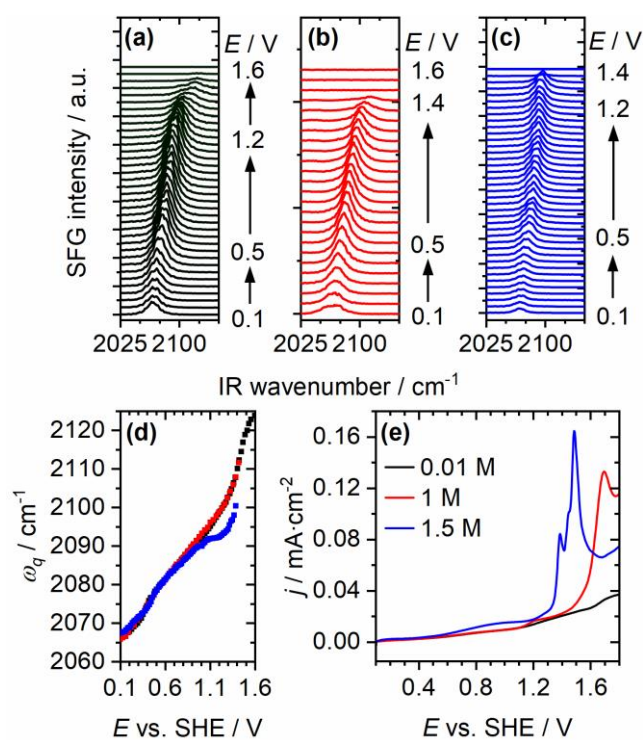 (a) E / V
(b) E / V
(c) E / V
SFG intensity / a.u.
1.6
1.2
0.5
0.1
1.6
1.4
0.5
0.1
1.4
1.2
0.5
0.1
2025 2100
2025 2100
2025 2100
IR wavenumber / cm⁻¹
(d)
ω_q / cm⁻¹
2120
2110
2100
2090
2080
2070
2060
0.1 0.6 1.1 1.6
E vs. SHE / V
(e)
j / mA·cm⁻²
0.16
0.12
0.08
0.04
0.00
0.01 M
1 M
1.5 M
0.4 0.8 1.2 1.6
E vs. SHE / V